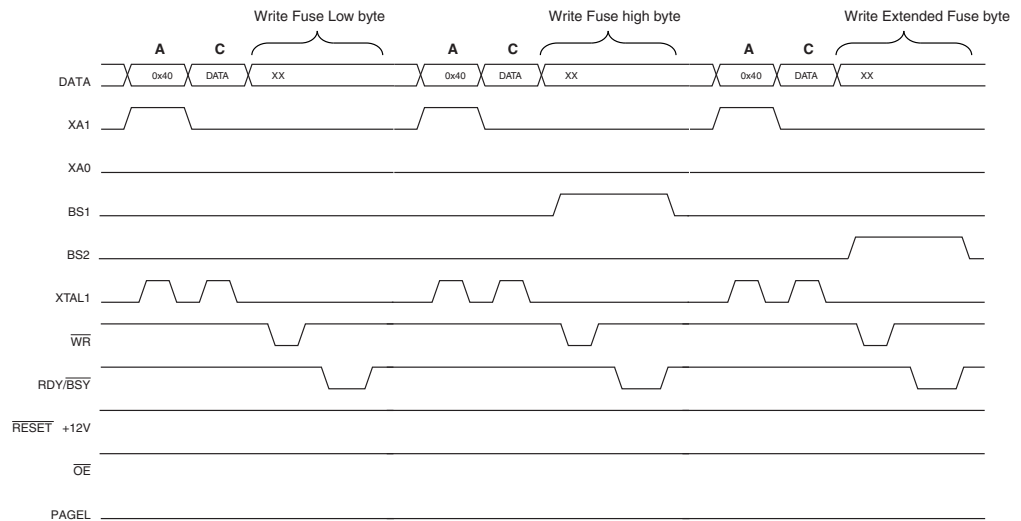 Write Fuse Low byte Write Fuse high byte Write Extended Fuse byte
A C A C A C
DATA 0x40 DATA XX 0x40 DATA XX 0x40 DATA XX
XA1
XA0
BS1
BS2
XTAL1
WR
RDY/BSY
RESET +12V
OE
PAGEL